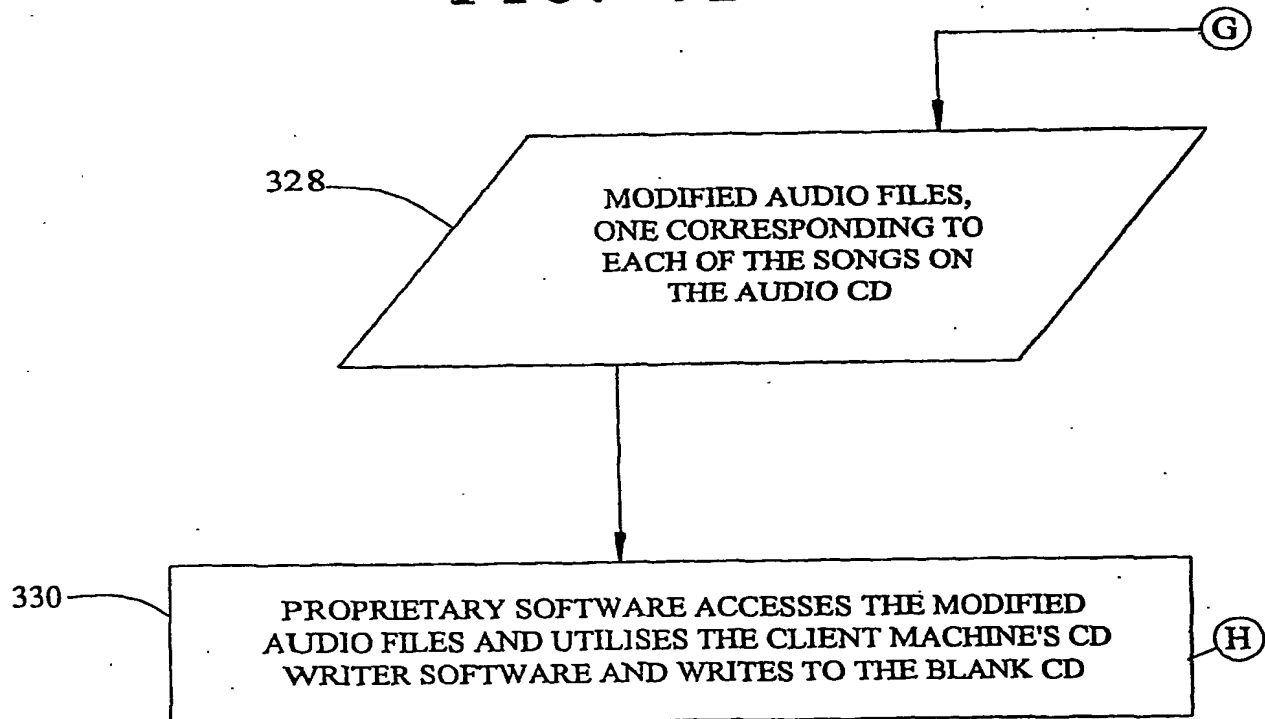 G
328
MODIFIED AUDIO FILES,
ONE CORRESPONDING TO
EACH OF THE SONGS ON
THE AUDIO CD
330
PROPRIETARY SOFTWARE ACCESSES THE MODIFIED
AUDIO FILES AND UTILISES THE CLIENT MACHINE'S CD
WRITER SOFTWARE AND WRITES TO THE BLANK CD
H